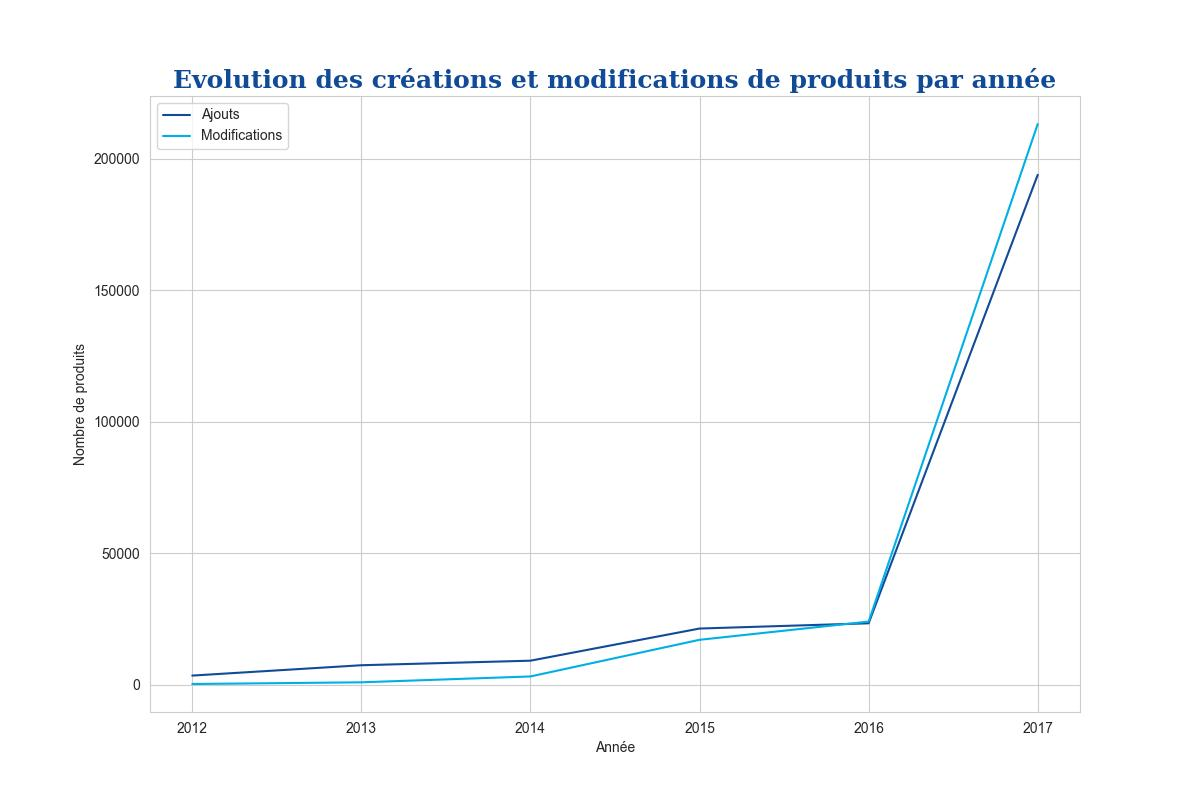 Evolution des créations et modifications de produits par année
Ajouts
Modifications
200000
150000
100000
50000
0
Nombre de produits
2012 2013 2014 2015 2016 2017
Année